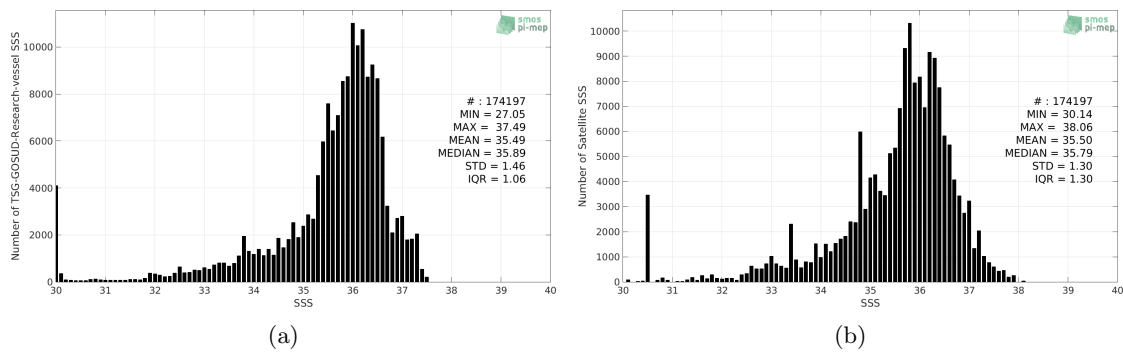 smos
pi-mep
Number of TSG-GOSUD-Research-vessel SSS
10000
8000
6000
4000
2000
0
# : 174197
MIN = 27.05
MAX = 37.49
MEAN = 35.49
MEDIAN = 35.89
STD = 1.46
IQR = 1.06
30 31 32 33 34 35 36 37 38 39 40
SSS
(a)
smos
pi-mep
Number of Satellite SSS
10000
9000
8000
7000
6000
5000
4000
3000
2000
1000
0
# : 174197
MIN = 30.14
MAX = 38.06
MEAN = 35.50
MEDIAN = 35.79
STD = 1.30
IQR = 1.30
30 31 32 33 34 35 36 37 38 39 40
SSS
(b)